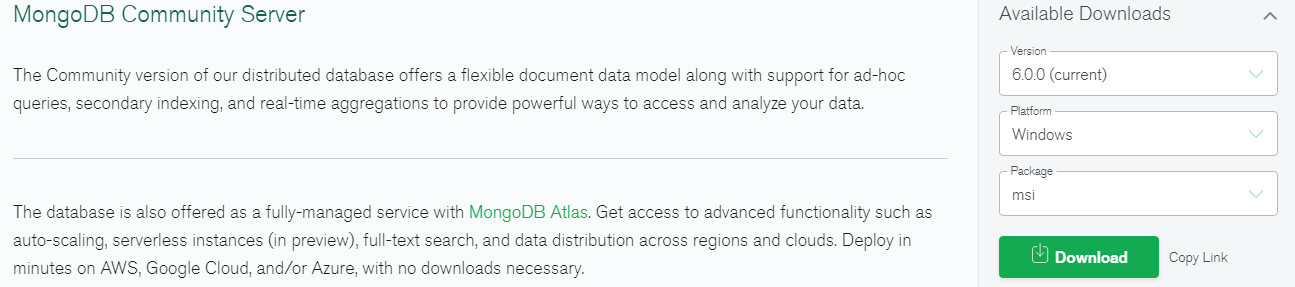 MongoDB Community Server
The Community version of our distributed database offers a flexible document data model along with support for ad-hoc
queries, secondary indexing, and real-time aggregations to provide powerful ways to access and analyze your data.
The database is also offered as a fully-managed service with MongoDB Atlas. Get access to advanced functionality such as
auto-scaling, serverless instances (in preview), full-text search, and data distribution across regions and clouds. Deploy in
minutes on AWS, Google Cloud, and/or Azure, with no downloads necessary.
Available Downloads
Version
6.0.0 (current)
Platform
Windows
Package
msi
Download
Copy Link